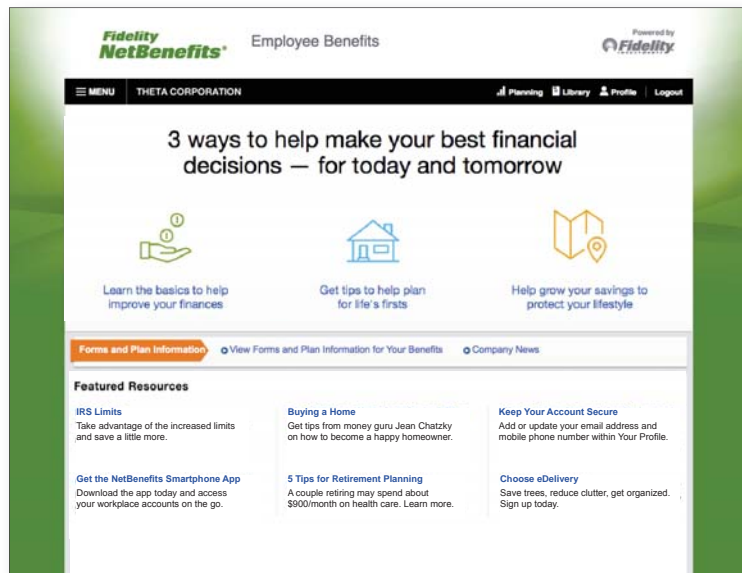 Fidelity
NetBenefits®
Employee Benefits
Powered by
Fidelity
INVESTMENTS
MENU
THETA CORPORATION
Planning
Library
Profile
Logout
3 ways to help make your best financial
decisions — for today and tomorrow
Learn the basics to help
improve your finances
Get tips to help plan
for life's firsts
Help grow your savings to
protect your lifestyle
Forms and Plan Information
View Forms and Plan Information for Your Benefits
Company News
Featured Resources
IRS Limits
Take advantage of the increased limits
and save a little more.
Buying a Home
Get tips from money guru Jean Chatzky
on how to become a happy homeowner.
Keep Your Account Secure
Add or update your email address and
mobile phone number within Your Profile.
Get the NetBenefits Smartphone App
Download the app today and access
your workplace accounts on the go.
5 Tips for Retirement Planning
A couple retiring may spend about
$900/month on health care. Learn more.
Choose eDelivery
Save trees, reduce clutter, get organized.
Sign up today.